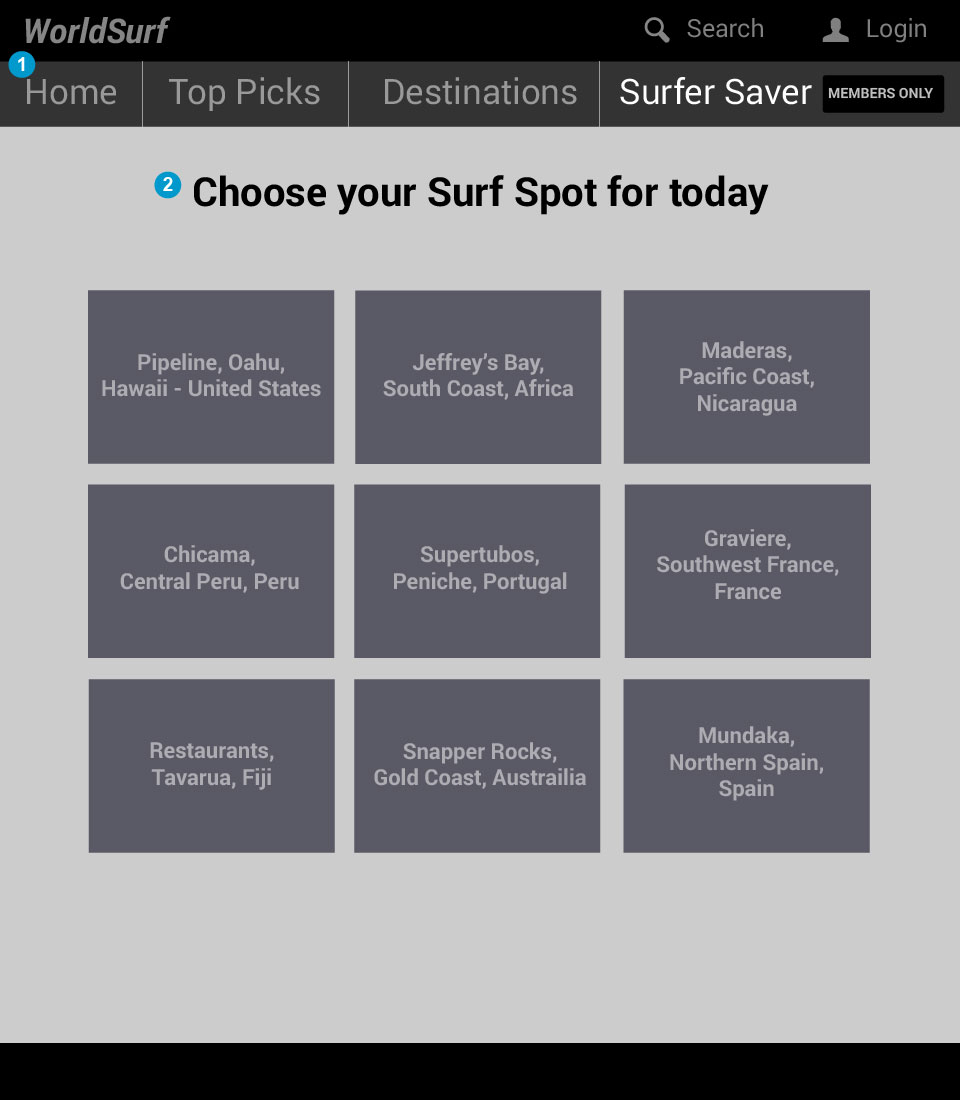 WorldSurf
Search
Login
1
Home
Top Picks
Destinations
Surfer Saver
MEMBERS ONLY
2
Choose your Surf Spot for today
Pipeline, Oahu,
Hawaii - United States
Jeffrey’s Bay,
South Coast, Africa
Maderas,
Pacific Coast,
Nicaragua
Chicama,
Central Peru, Peru
Supertubos,
Peniche, Portugal
Graviere,
Southwest France,
France
Restaurants,
Tavarua, Fiji
Snapper Rocks,
Gold Coast, Austrailia
Mundaka,
Northern Spain,
Spain